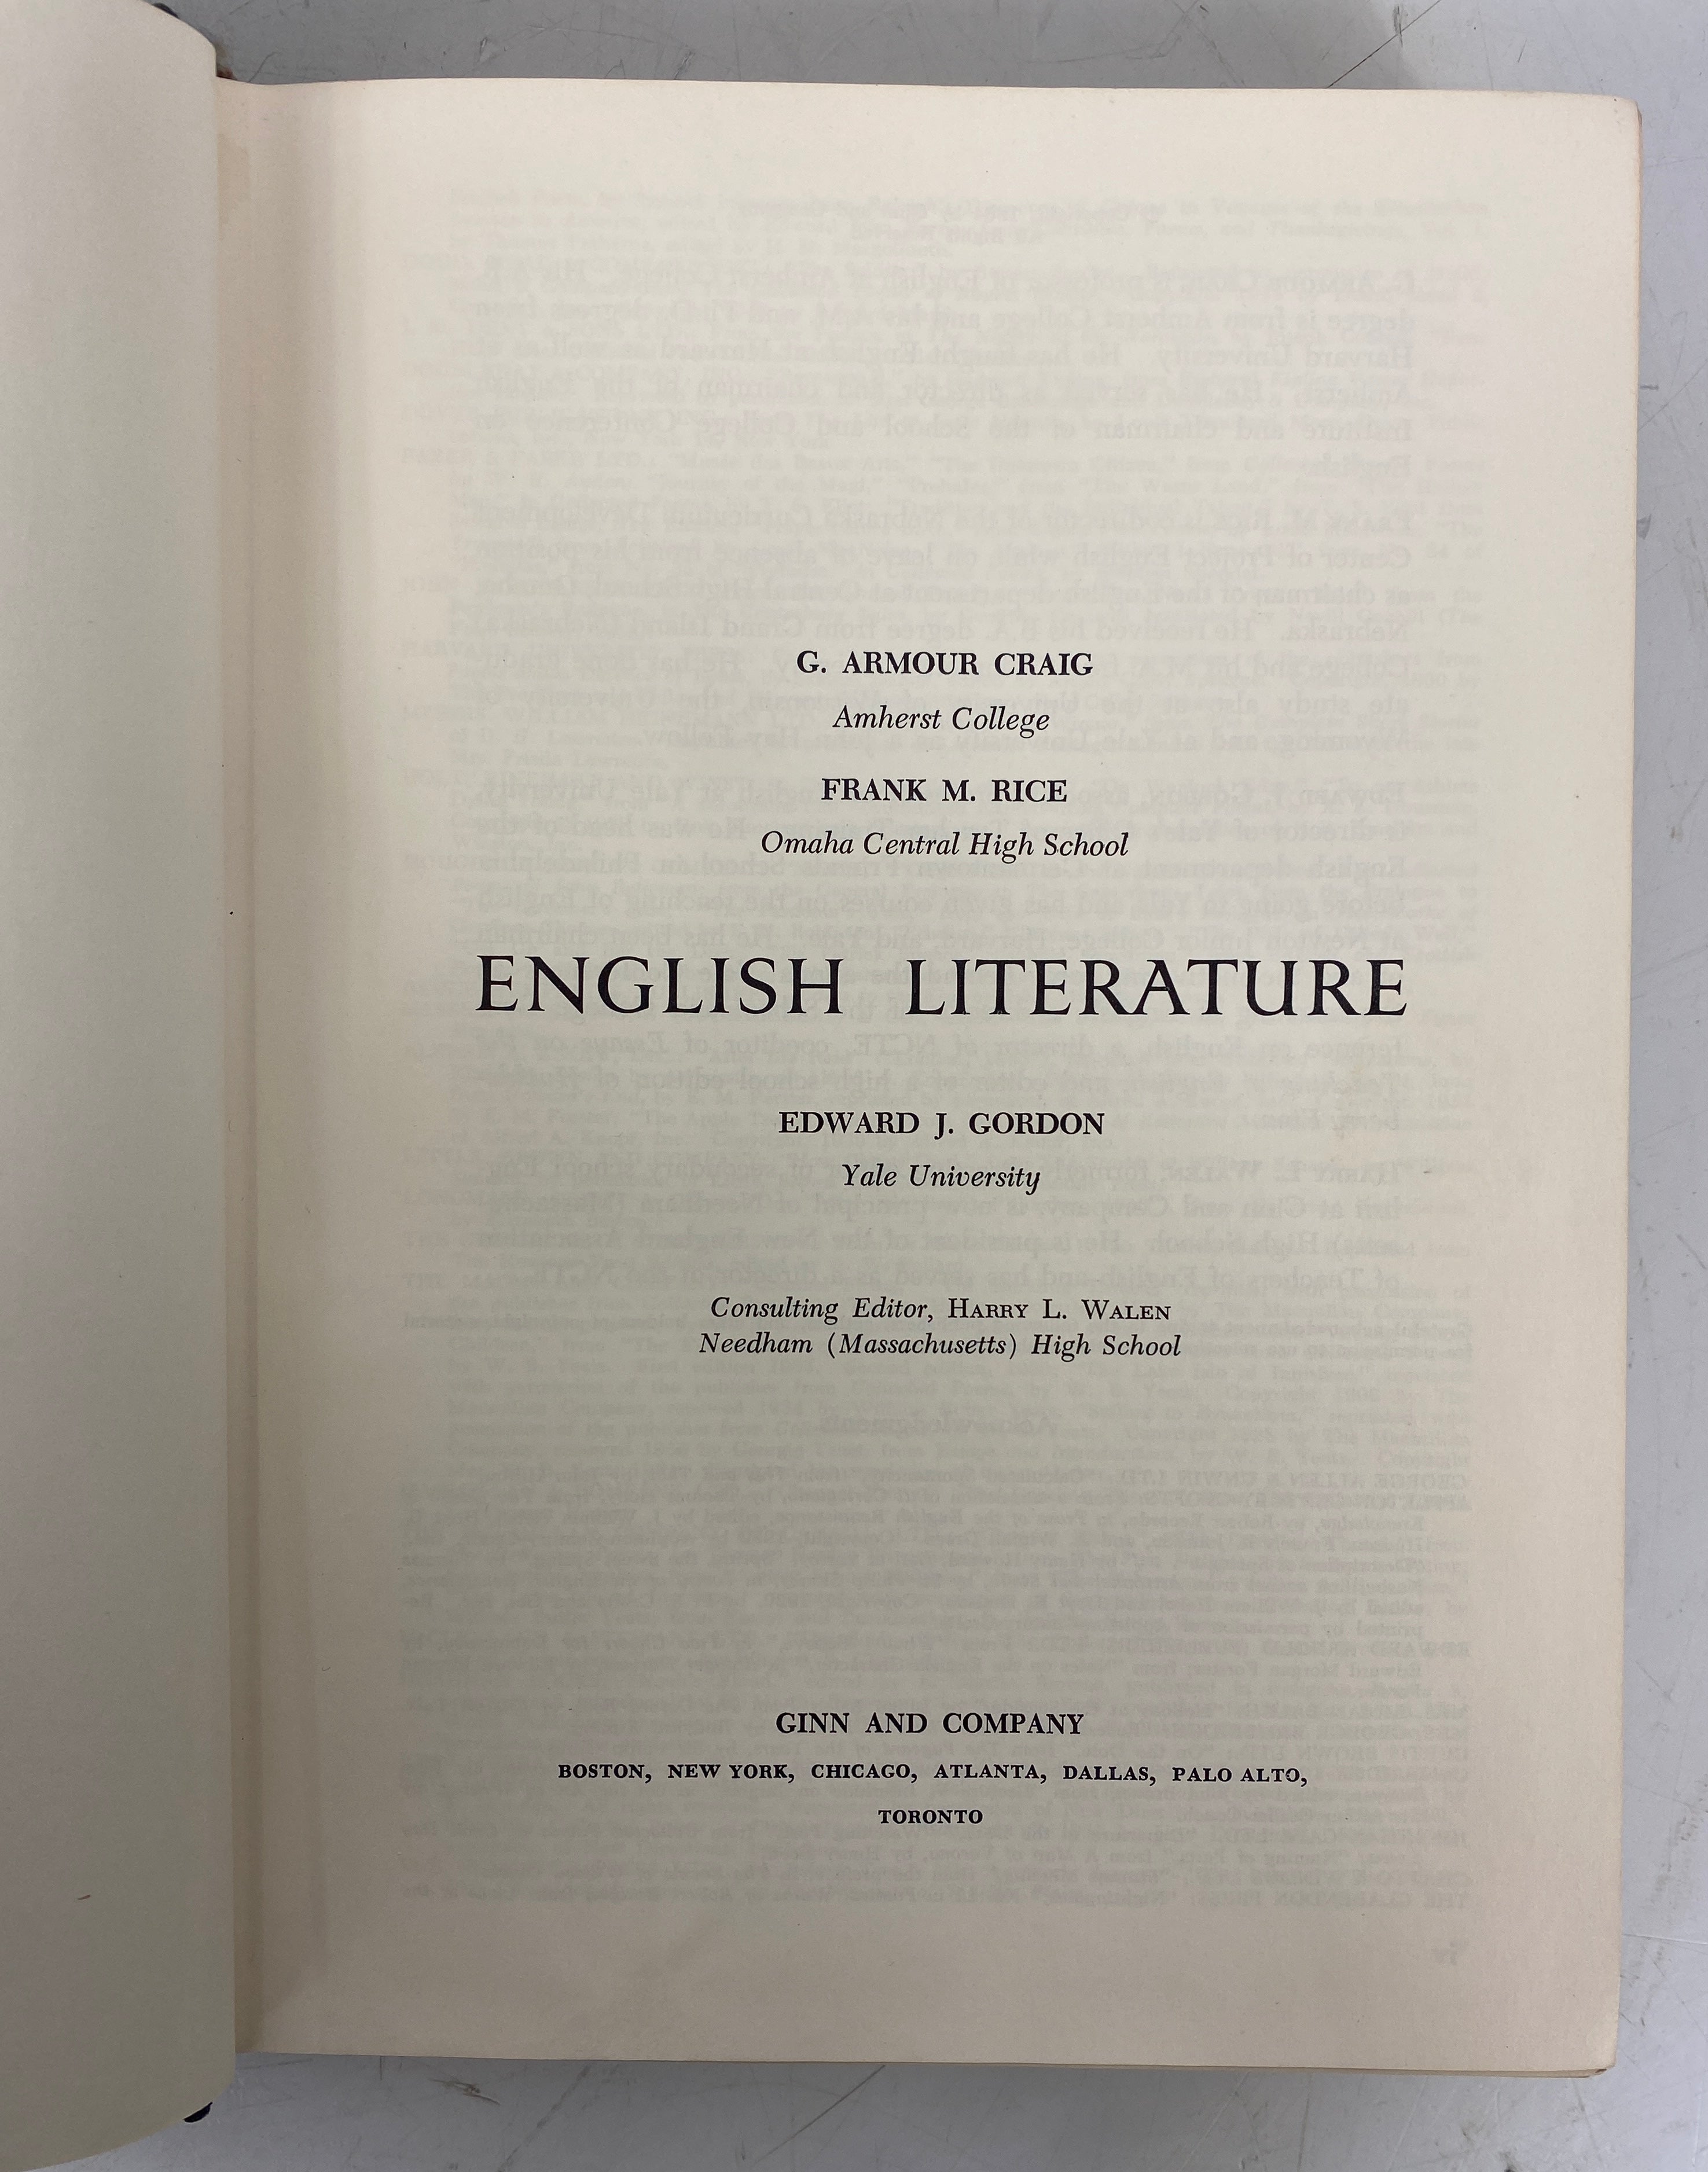 G. ARMOUR CRAIG
Amherst College
FRANK M. RICE
Omaha Central High School
ENGLISH LITERATURE
EDWARD J. GORDON
Yale University
Consulting Editor, HARRY L. WALEN
Needham (Massachusetts) High School
GINN AND COMPANY
BOSTON, NEW YORK, CHICAGO, ATLANTA, DALLAS, PALO ALTO,
TORONTO